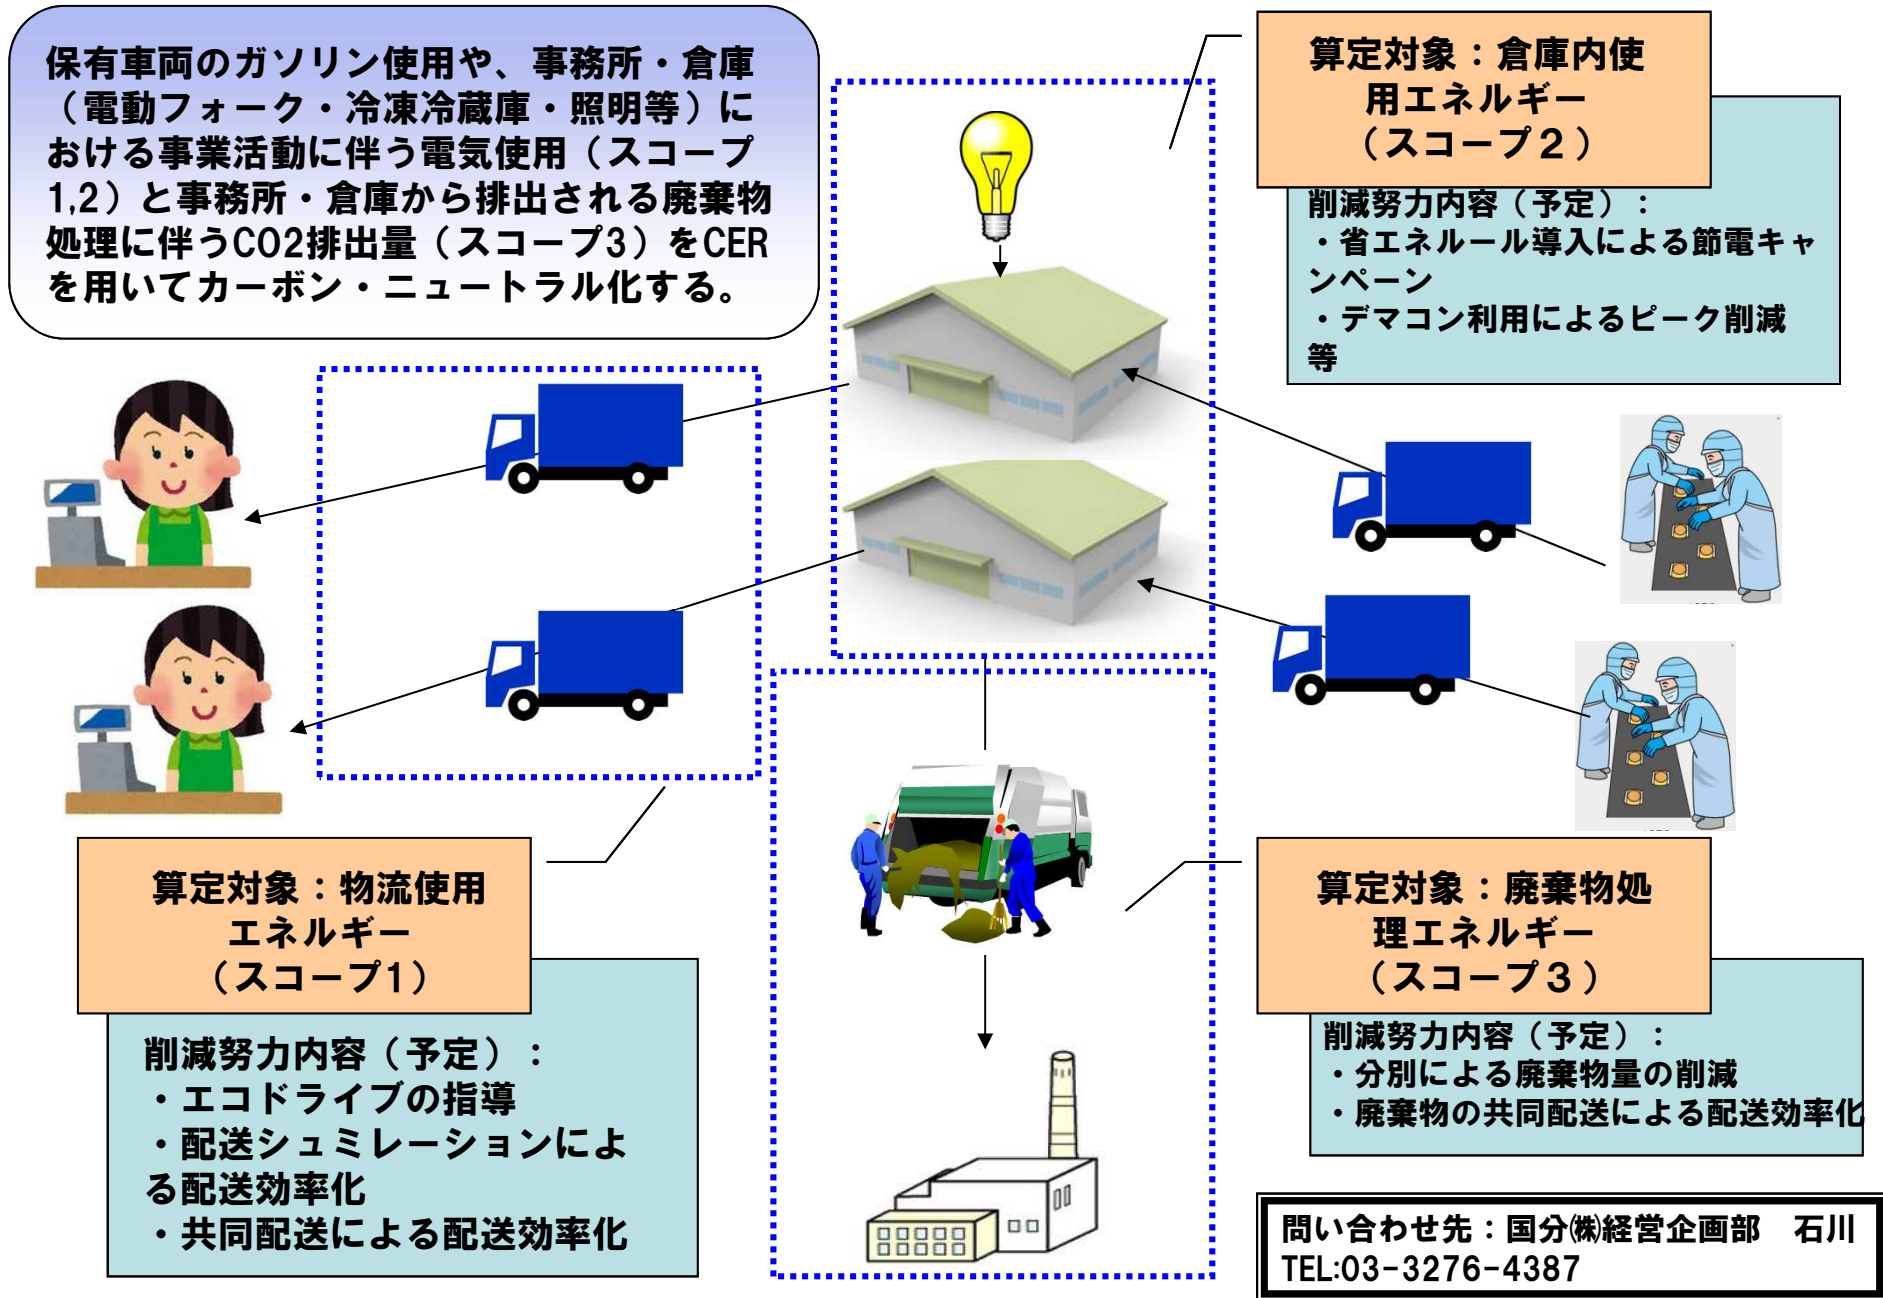 保有車両のガソリン使用や、事務所・倉庫
（電動フォーク・冷凍冷蔵庫・照明等）に
おける事業活動に伴う電気使用（スコープ
1,2）と事務所・倉庫から排出される廃棄物
処理に伴うCO2排出量（スコープ3）をCER
を用いてカーボン・ニュートラル化する。
算定対象：倉庫内使
用エネルギー
（スコープ２）
削減努力内容（予定）：
・省エネルール導入による節電キャ
ンペーン
・デマコン利用によるピーク削減
等
算定対象：物流使用
エネルギー
（スコープ1）
削減努力内容（予定）：
・エコドライブの指導
・配送シュミレーションによ
る配送効率化
・共同配送による配送効率化
算定対象：廃棄物処
理エネルギー
（スコープ３）
削減努力内容（予定）：
・分別による廃棄物量の削減
・廃棄物の共同配送による配送効率化
問い合わせ先：国分㈱経営企画部　石川
TEL:03-3276-4387